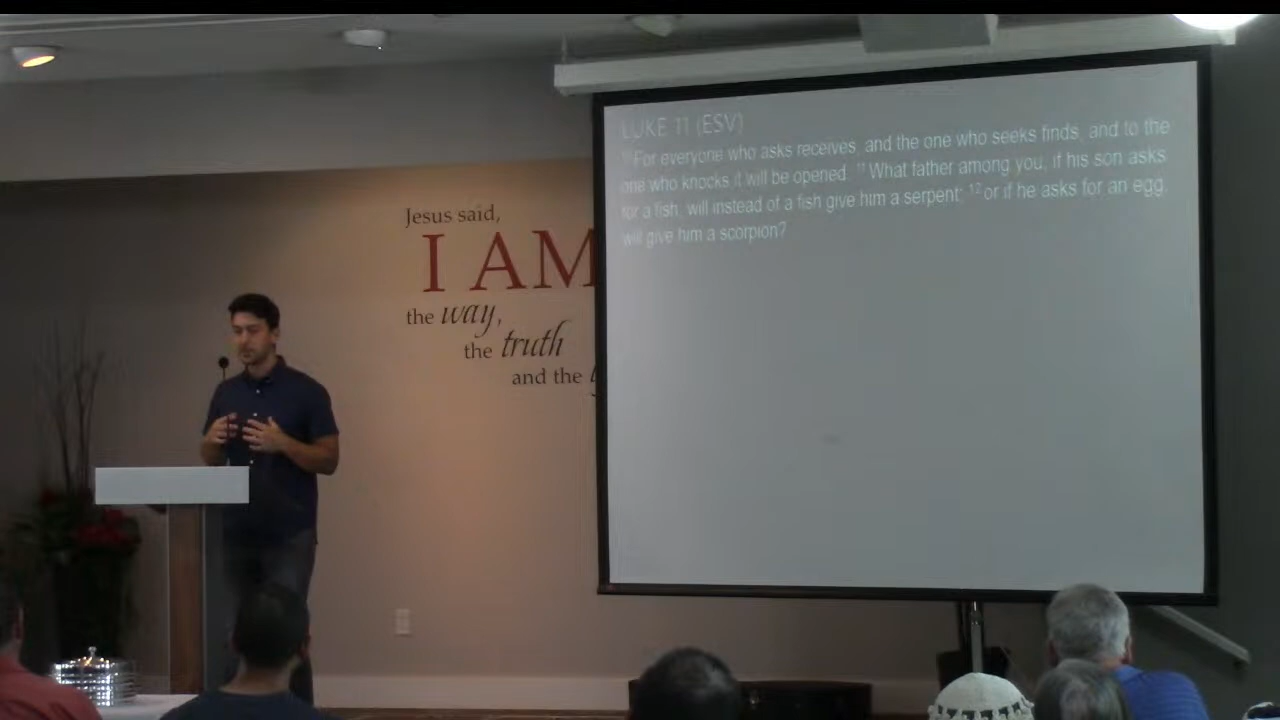 Jesus said,
I AM
the way,
the truth
and the
LUKE 11 (ESV)
For everyone who asks receives, and the one who seeks finds, and to the
one who knocks it will be opened. 11 What father among you, if his son asks
for a fish, will instead of a fish give him a serpent; 12 or if he asks for an egg,
will give him a scorpion?